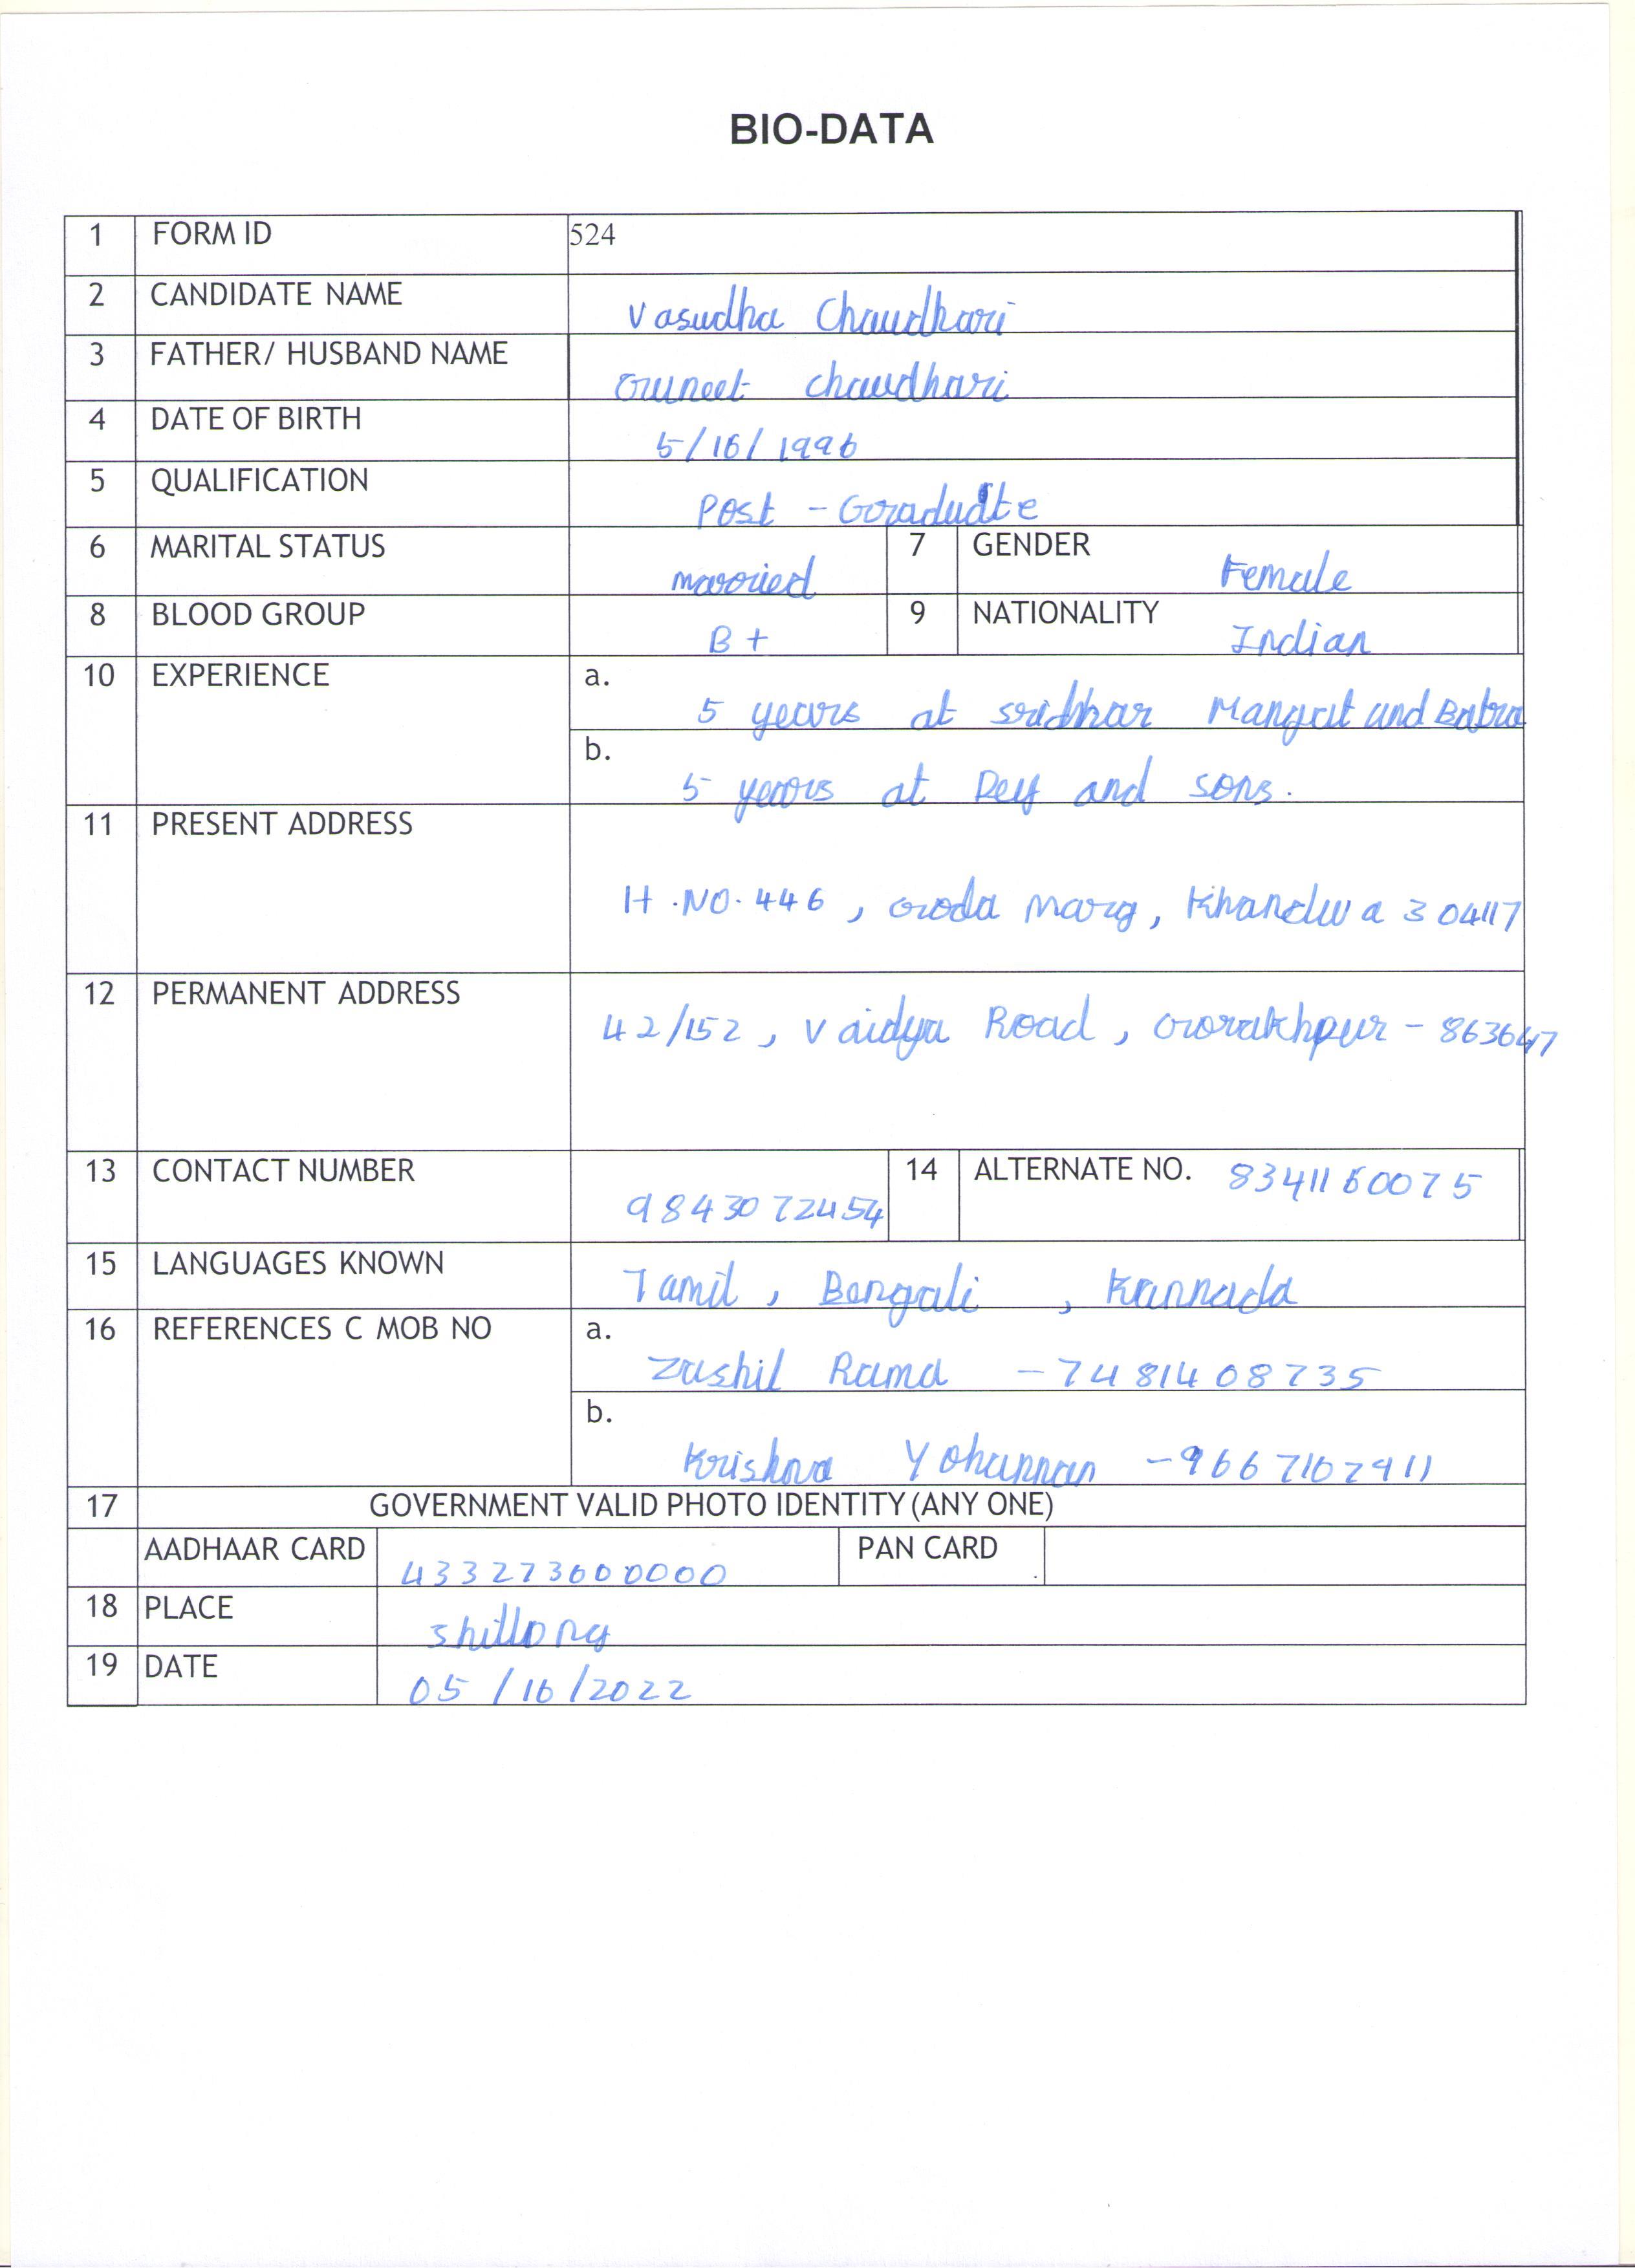 BIO-DATA
1 FORM ID 524
2 CANDIDATE NAME Vasudha Chaudhari
3 FATHER/ HUSBAND NAME Guneet Chaudhari
4 DATE OF BIRTH 5/16/1996
5 QUALIFICATION Post - Graduate
6 MARITAL STATUS married 7 GENDER Female
8 BLOOD GROUP B+ 9 NATIONALITY Indian
10 EXPERIENCE a. 5 years at sridhar Mangat and Batra
b. 5 years at Dey and sons.
11 PRESENT ADDRESS H.NO.446, Goda marg, Khandwa 304117
12 PERMANENT ADDRESS 42/152, Vaidya Road, Gorakhpur - 863647
13 CONTACT NUMBER 9843072454 14 ALTERNATE NO. 8341160075
15 LANGUAGES KNOWN Tamil, Bengali, Kannada
16 REFERENCES C MOB NO a. Zushil Rama - 7481408735
b. Krishna Yohannan - 9667107911
17 GOVERNMENT VALID PHOTO IDENTITY (ANY ONE)
AADHAAR CARD 433273600000 PAN CARD
18 PLACE Shillong
19 DATE 05/16/2022